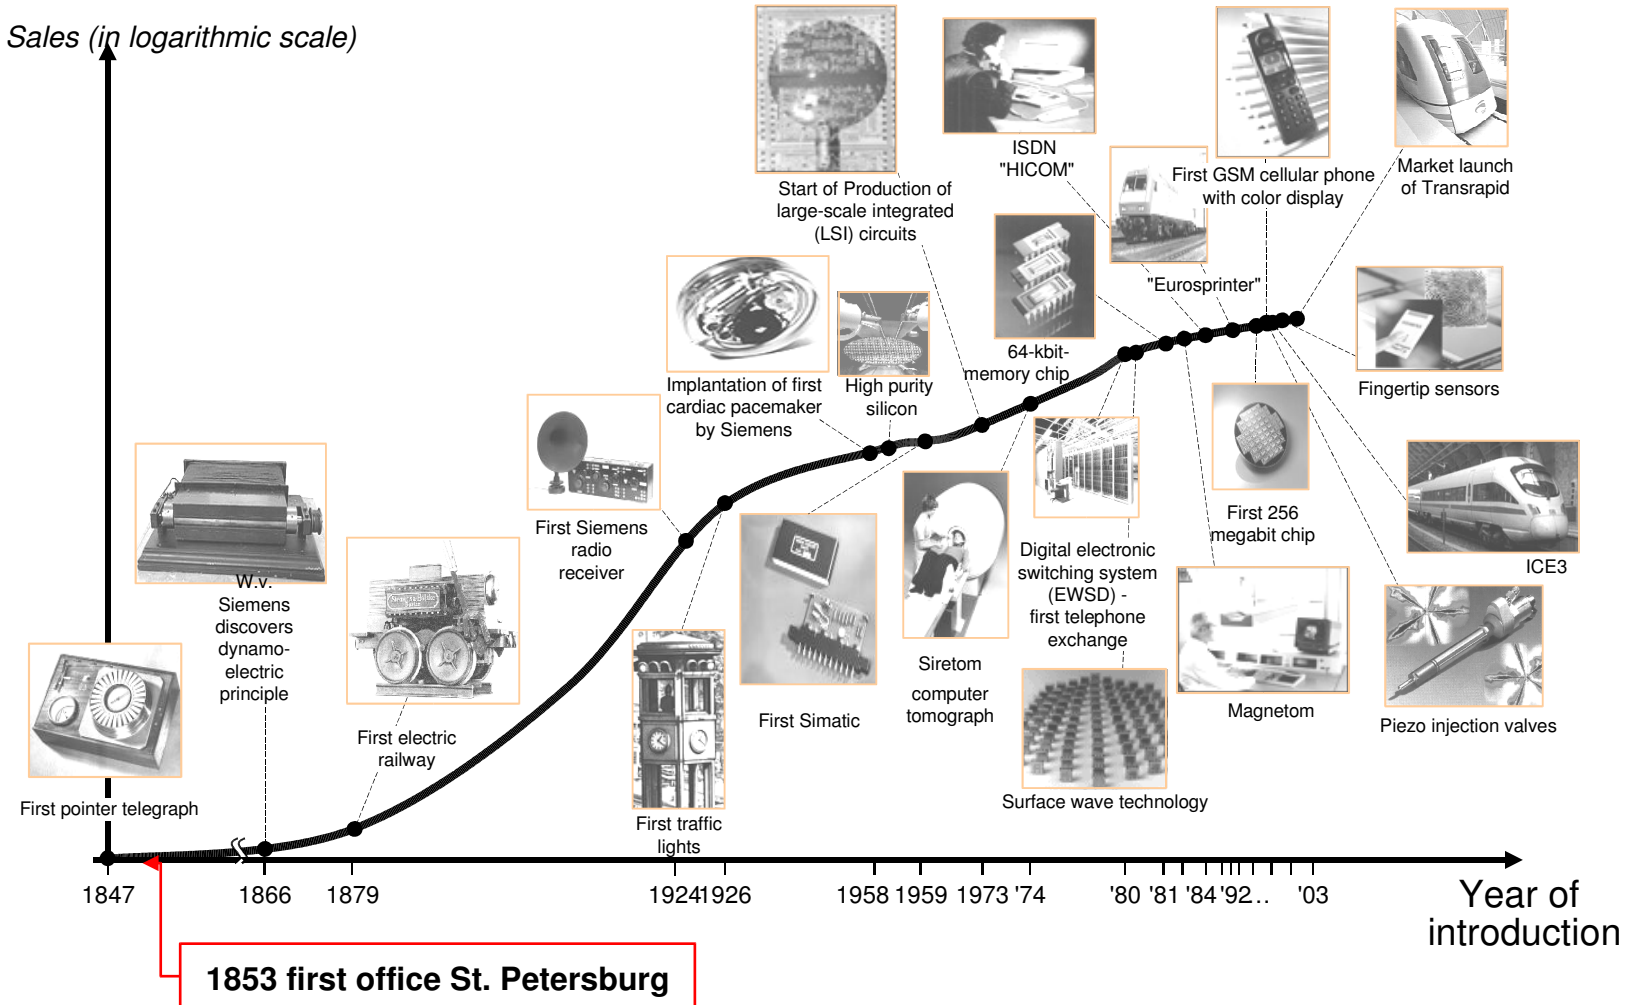 Sales (in logarithmic scale)
Start of Production of
large-scale integrated
(LSI) circuits
ISDN
"HICOM"
First GSM cellular phone
with color display
Market launch
of Transrapid
"Eurosprinter"
Implantation of first
cardiac pacemaker
by Siemens
High purity
silicon
64-kbit-
memory chip
Fingertip sensors
First Siemens
radio
receiver
First 256
megabit chip
Digital electronic
switching system
(EWSD) -
first telephone
exchange
ICE3
W.v.
Siemens
discovers
dynamo-
electric
principle
First electric
railway
First Simatic
Siretom
computer
tomograph
Magnetom
Piezo injection valves
First pointer telegraph
First traffic
lights
Surface wave technology
1847 1866 1879 1924 1926 1958 1959 1973 '74 '80 '81 '84 '92... '03
Year of
introduction
1853 first office St. Petersburg